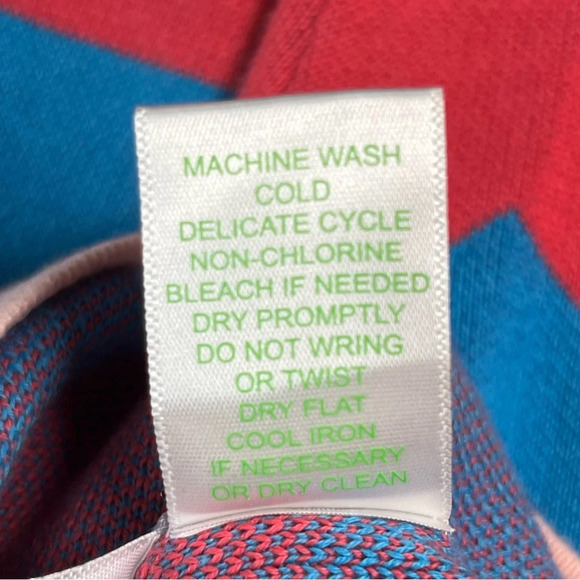 MACHINE WASH
COLD
DELICATE CYCLE
NON-CHLORINE
BLEACH IF NEEDED
DRY PROMPTLY
DO NOT WRING
OR TWIST
DRY FLAT
COOL IRON
IF NECESSARY
OR DRY CLEAN